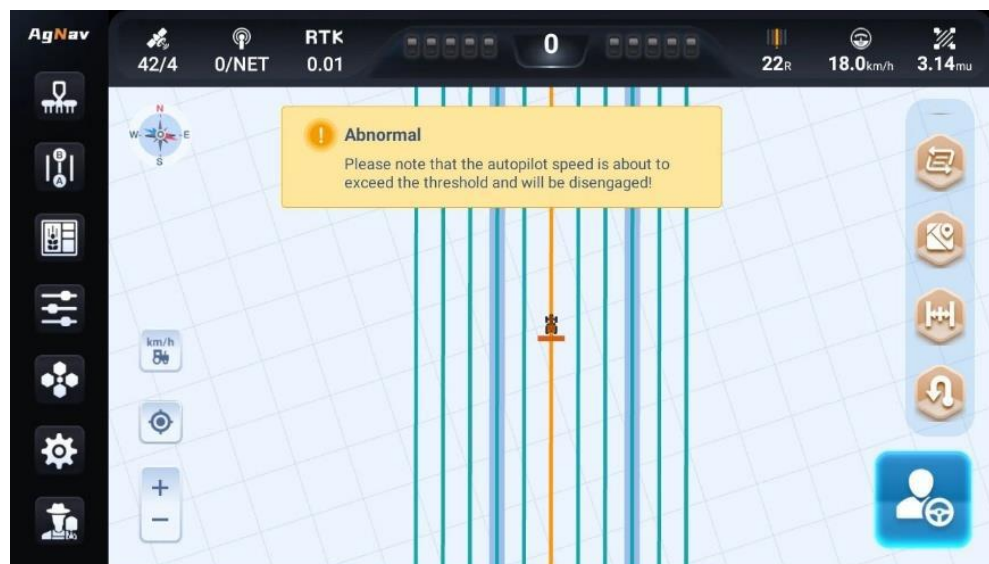 AgNav
42/4
0/NET
RTK
0.01
0
22R
18.0km/h
3.14mu
N
W
E
S
Abnormal
Please note that the autopilot speed is about to
exceed the threshold and will be disengaged!
B
A
km/h
+
−